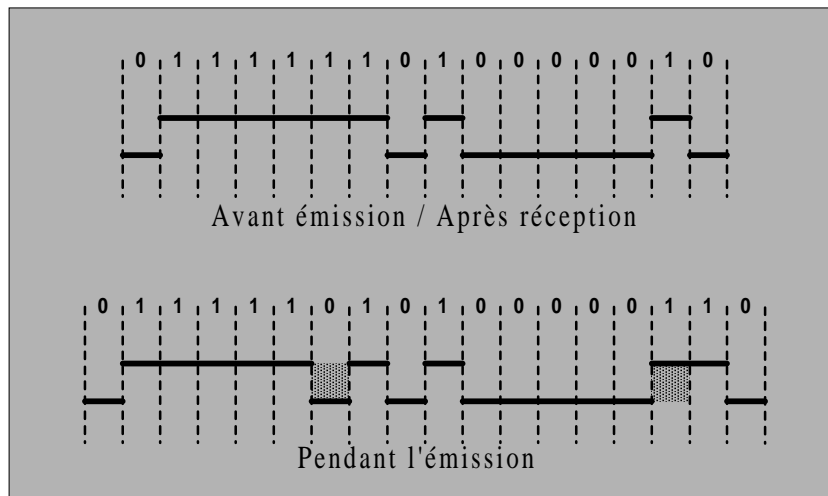 0 1 1 1 1 1 1 0 1 0 0 0 0 0 1 0
Avant émission / Après réception
0 1 1 1 1 1 0 1 0 1 0 0 0 0 0 1 1 0
Pendant l'émission